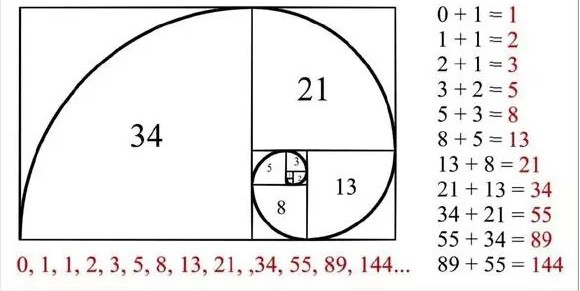 34
21
5
3
2
13
8
0, 1, 1, 2, 3, 5, 8, 13, 21, ,34, 55, 89, 144...
0 + 1 = 1
1 + 1 = 2
2 + 1 = 3
3 + 2 = 5
5 + 3 = 8
8 + 5 = 13
13 + 8 = 21
21 + 13 = 34
34 + 21 = 55
55 + 34 = 89
89 + 55 = 144